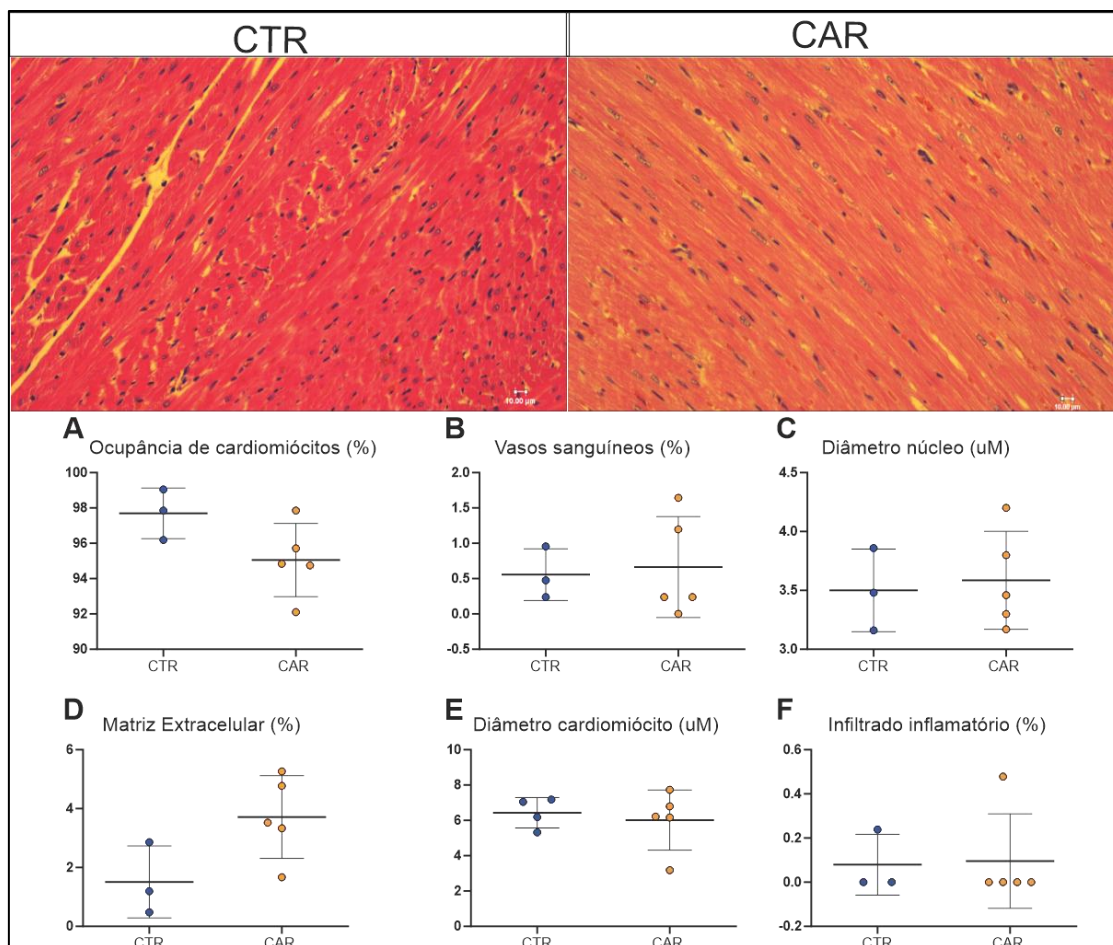 CTR
CAR
10.00 µm
10.00 µm
A
Ocupância de cardiomiócitos (%)
100
98
96
94
92
90
CTR
CAR
B
Vasos sanguíneos (%)
2.0
1.5
1.0
0.5
0.0
-0.5
CTR
CAR
C
Diâmetro núcleo (uM)
4.5
4.0
3.5
3.0
CTR
CAR
D
Matriz Extracelular (%)
6
4
2
0
CTR
CAR
E
Diâmetro cardiomiócito (uM)
10
8
6
4
2
0
CTR
CAR
F
Infiltrado inflamatório (%)
0.6
0.4
0.2
0.0
-0.2
CTR
CAR